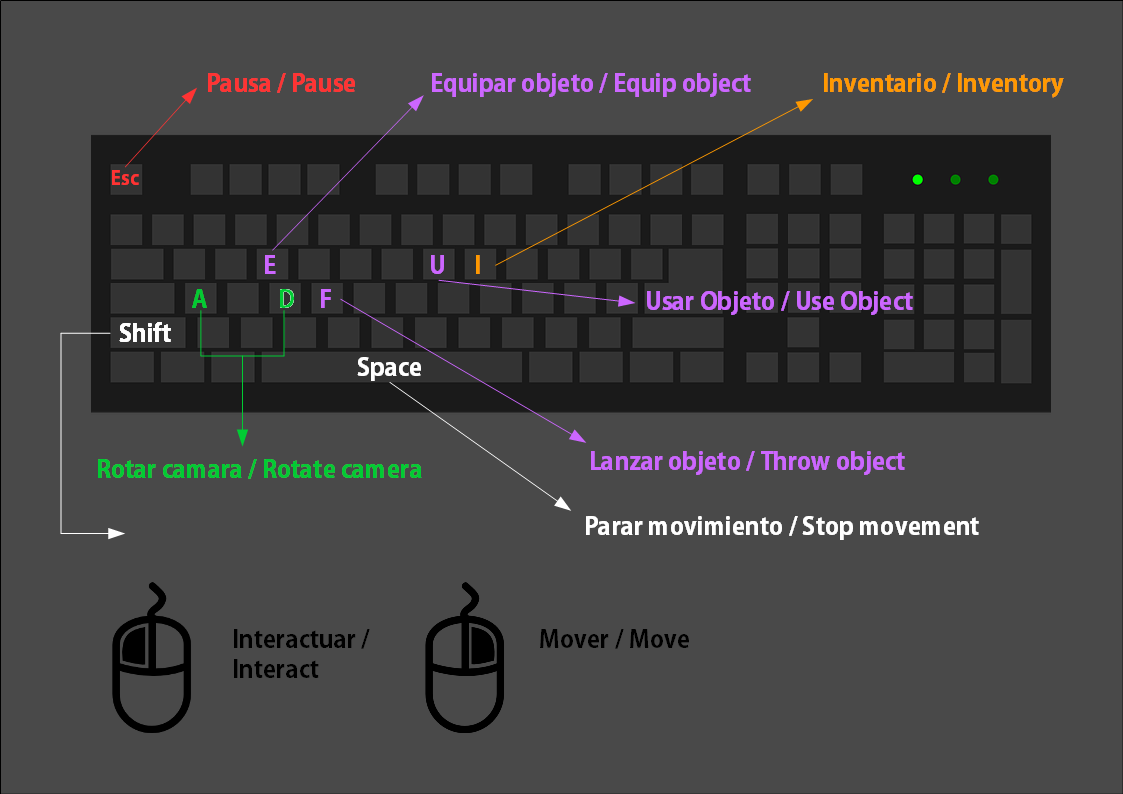 Pausa / Pause
Equipar objeto / Equip object
Inventario / Inventory
Esc
E
U
I
A
D
F
Usar Objeto / Use Object
Shift
Space
Rotar camara / Rotate camera
Lanzar objeto / Throw object
Parar movimiento / Stop movement
Interactuar /
Interact
Mover / Move